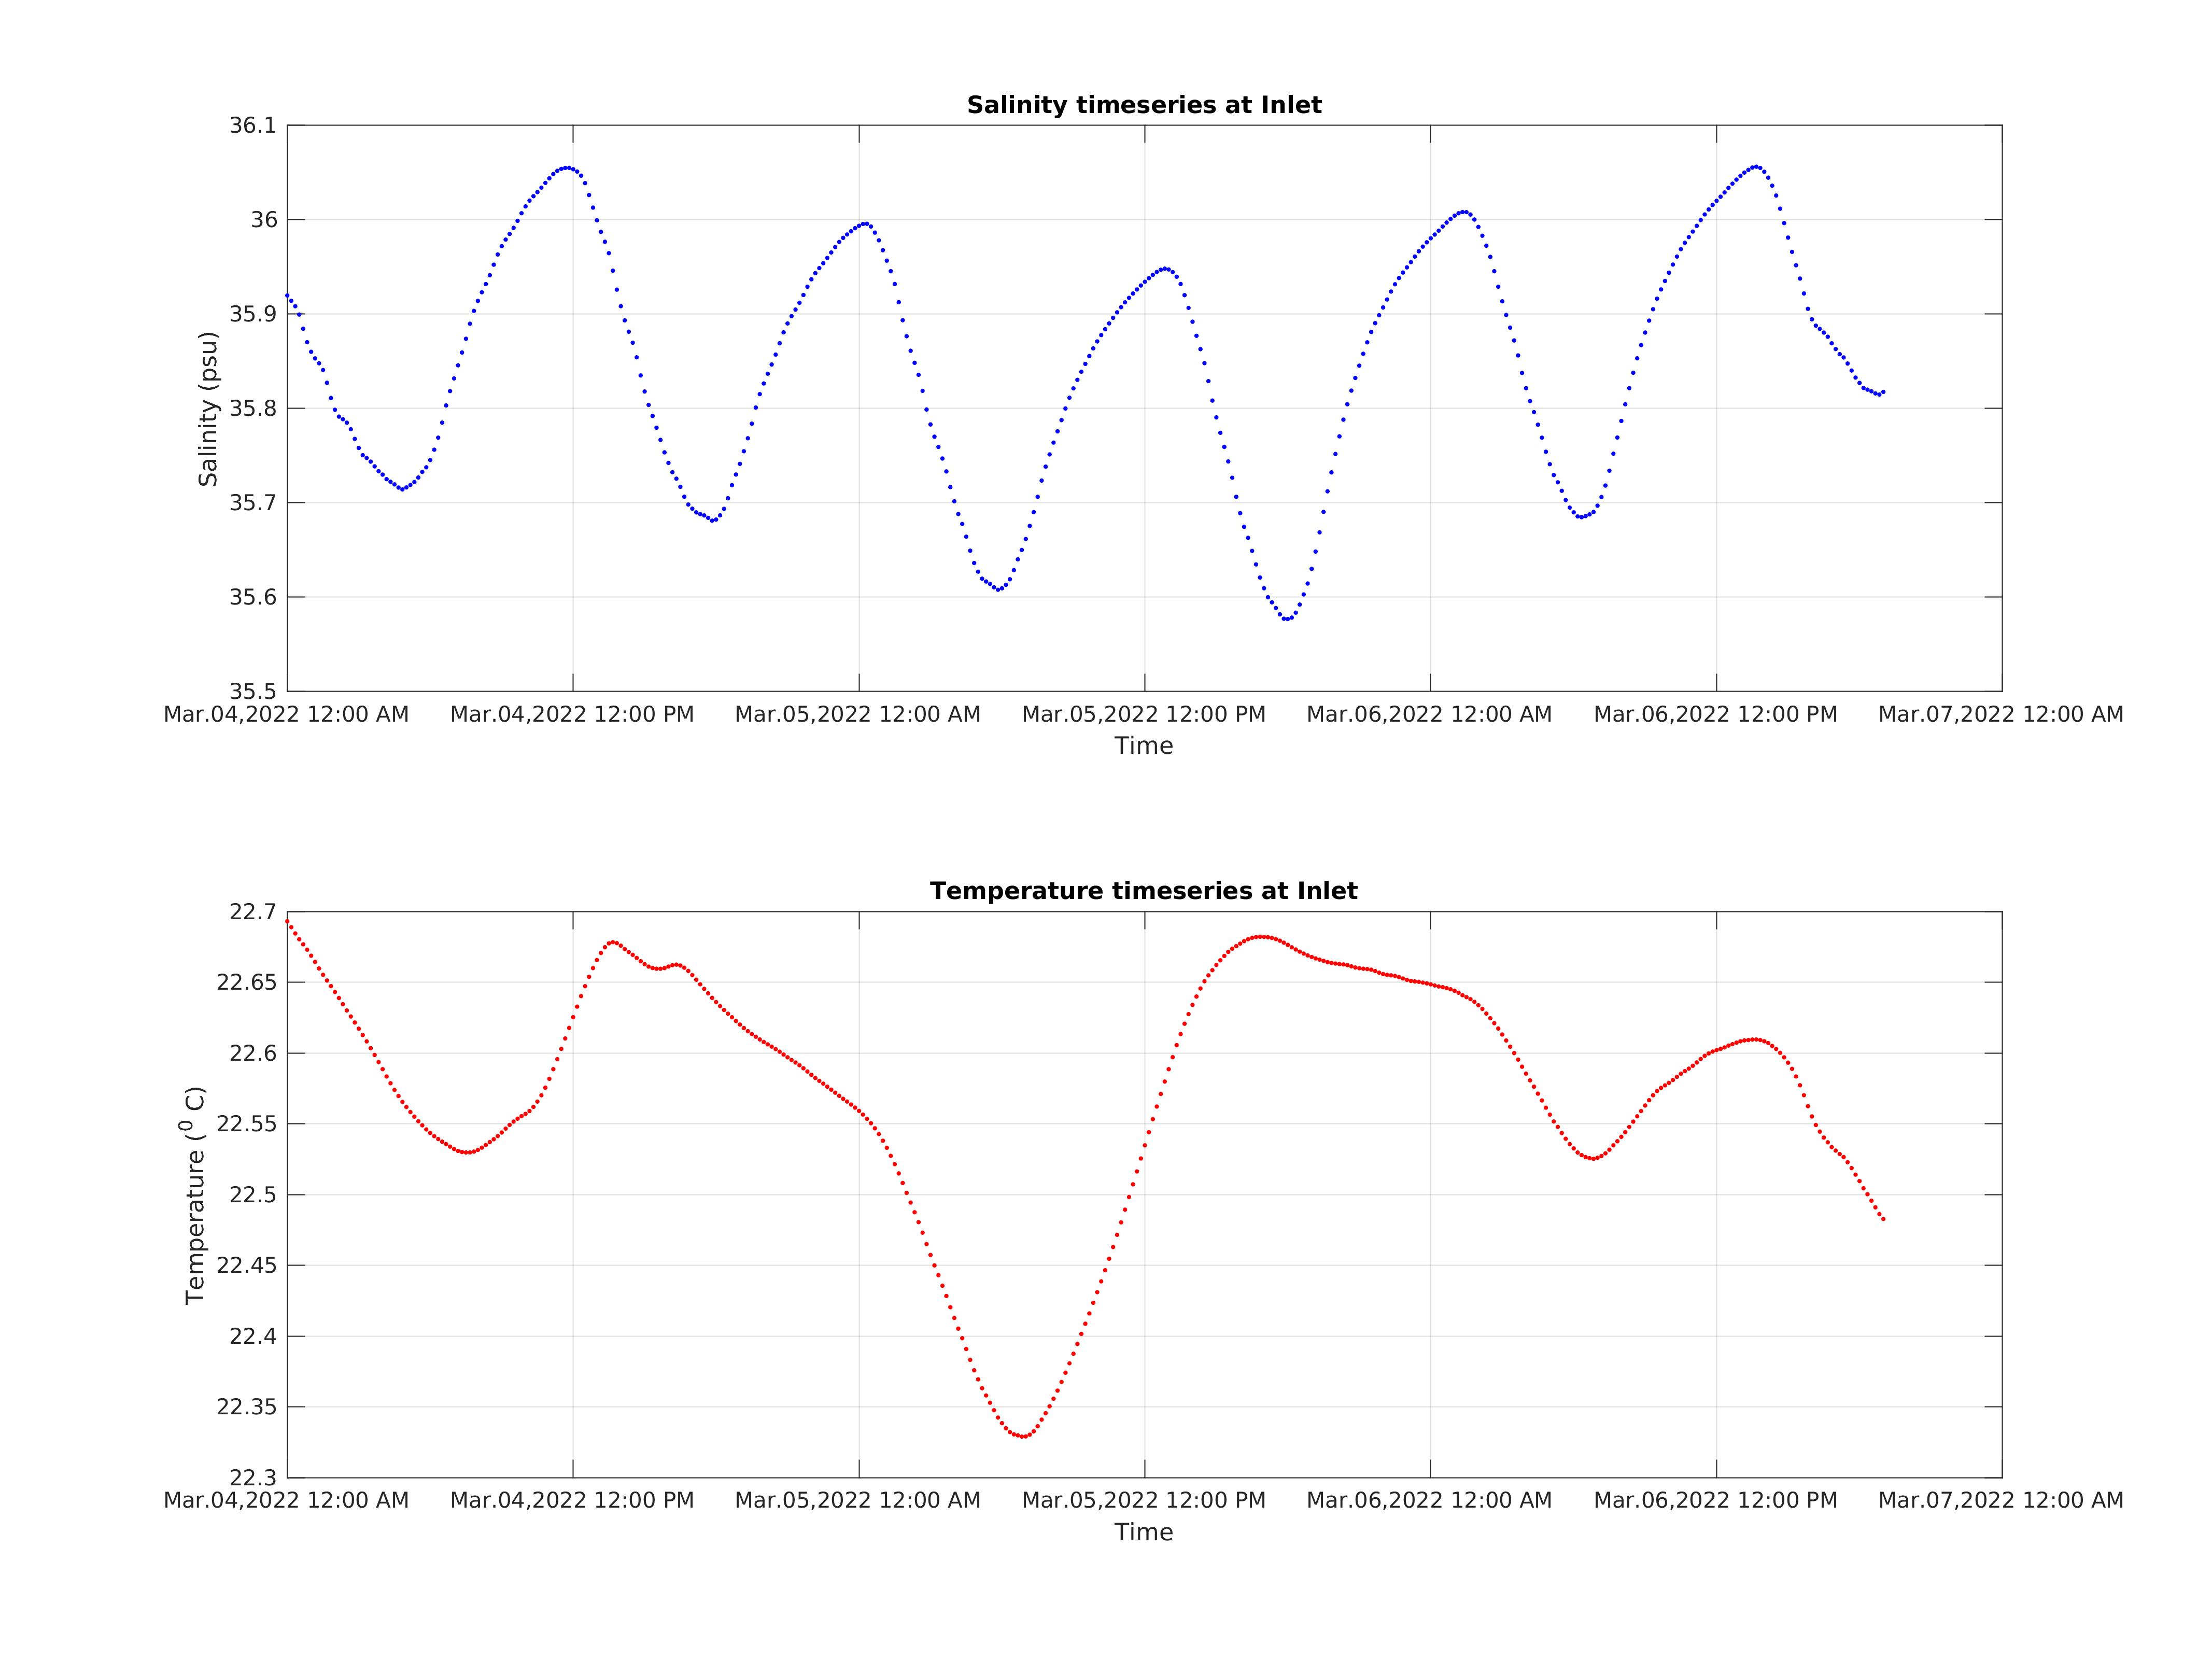 Salinity timeseries at Inlet
36.1
36
35.9
35.8
35.7
35.6
35.5
Salinity (psu)
Mar.04,2022 12:00 AM Mar.04,2022 12:00 PM Mar.05,2022 12:00 AM Mar.05,2022 12:00 PM Mar.06,2022 12:00 AM Mar.06,2022 12:00 PM Mar.07,2022 12:00 AM
Time
Temperature timeseries at Inlet
22.7
22.65
22.6
22.55
22.5
22.45
22.4
22.35
22.3
Temperature (⁰ C)
Mar.04,2022 12:00 AM Mar.04,2022 12:00 PM Mar.05,2022 12:00 AM Mar.05,2022 12:00 PM Mar.06,2022 12:00 AM Mar.06,2022 12:00 PM Mar.07,2022 12:00 AM
Time